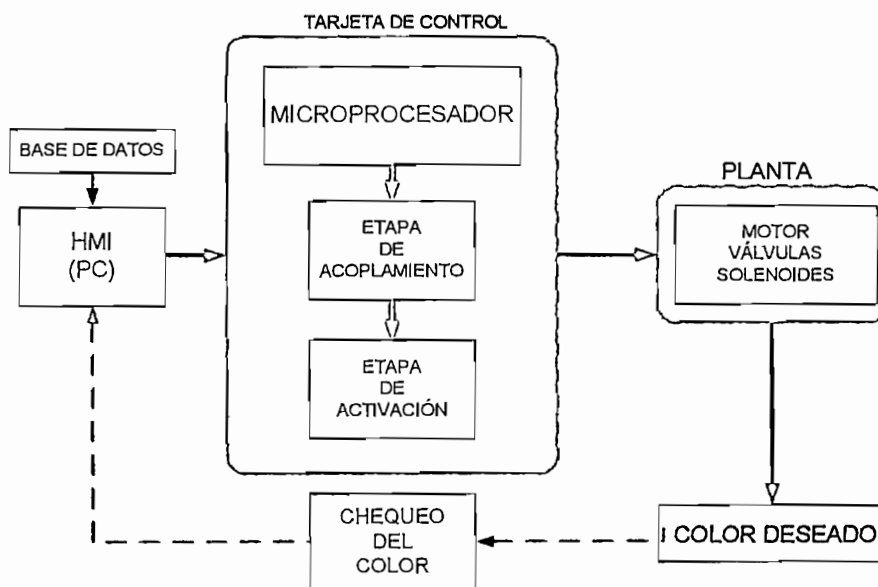 TARJETA DE CONTROL
MICROPROCESADOR
BASE DE DATOS
HMI
(PC)
ETAPA
DE
ACOPLAMIENTO
ETAPA
DE
ACTIVACIÓN
PLANTA
MOTOR
VÁLVULAS
SOLENOIDES
CHEQUEO
DEL
COLOR
COLOR DESEADO